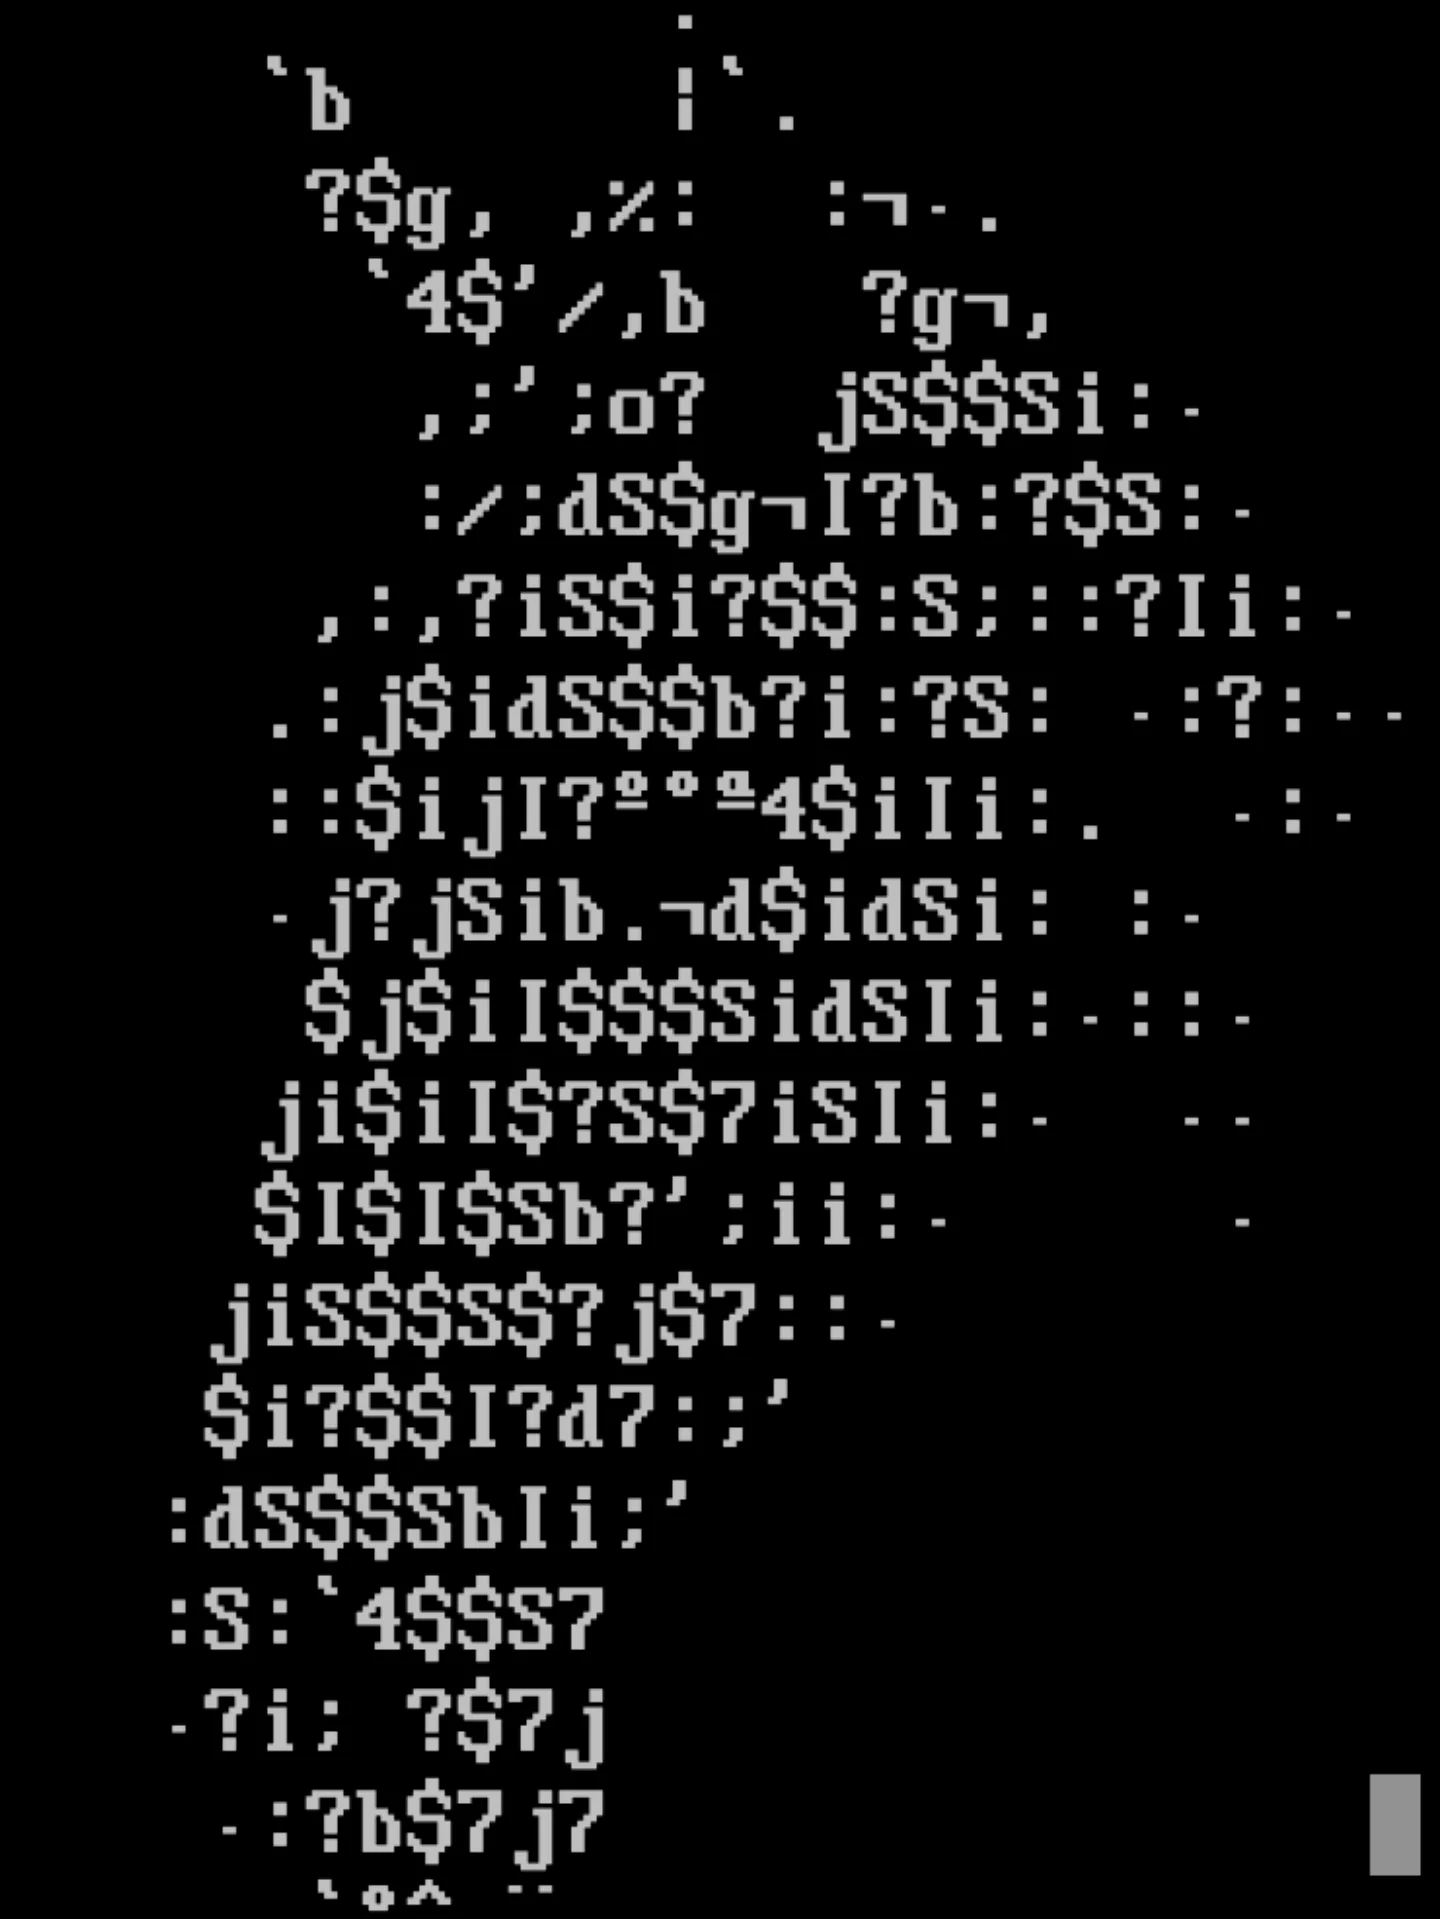 .
     `b      ¦`.
      ?$g, ,٪:  :¬-.
       `4$’/,b   ?g¬,
        ,;’;o?  jS$$Si:-
        :/;dS$g¬I?b:?$S:-
      ,:,?iS$i?$$:S;::?Ii:-
     .:j$idS$$b?i:?S: -:?:--
     ::$ijI?º°ª4$iIi:.  -:-
     -j?jSib.¬d$idSi: :-
      $j$iI$$$SidSIi:-::-
     ji$iI$?S$7iSIi:-  --
     $I$I$Sb?’;ii:-     -
    jiS$$S$?j$7::-
    $i?$$I?d7:;’
   :dS$$SbIi;’
   :S:`4$$S7
   -?i; ?$7j
    -:?b$7j7
      `º^ ¨